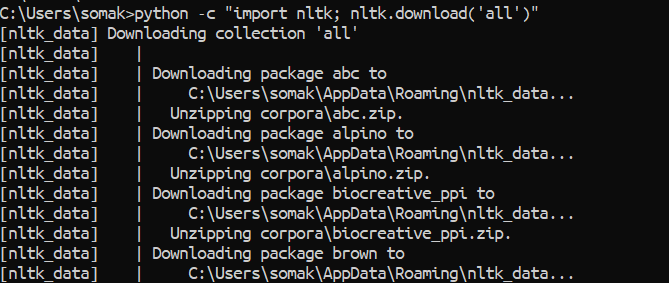 C:\Users\somak>python -c "import nltk; nltk.download('all')"
[nltk_data] Downloading collection 'all'
[nltk_data]    |
[nltk_data]    | Downloading package abc to
[nltk_data]    |     C:\Users\somak\AppData\Roaming\nltk_data...
[nltk_data]    |   Unzipping corpora\abc.zip.
[nltk_data]    | Downloading package alpino to
[nltk_data]    |     C:\Users\somak\AppData\Roaming\nltk_data...
[nltk_data]    |   Unzipping corpora\alpino.zip.
[nltk_data]    | Downloading package biocreative_ppi to
[nltk_data]    |     C:\Users\somak\AppData\Roaming\nltk_data...
[nltk_data]    |   Unzipping corpora\biocreative_ppi.zip.
[nltk_data]    | Downloading package brown to
[nltk_data]    |     C:\Users\somak\AppData\Roaming\nltk_data...